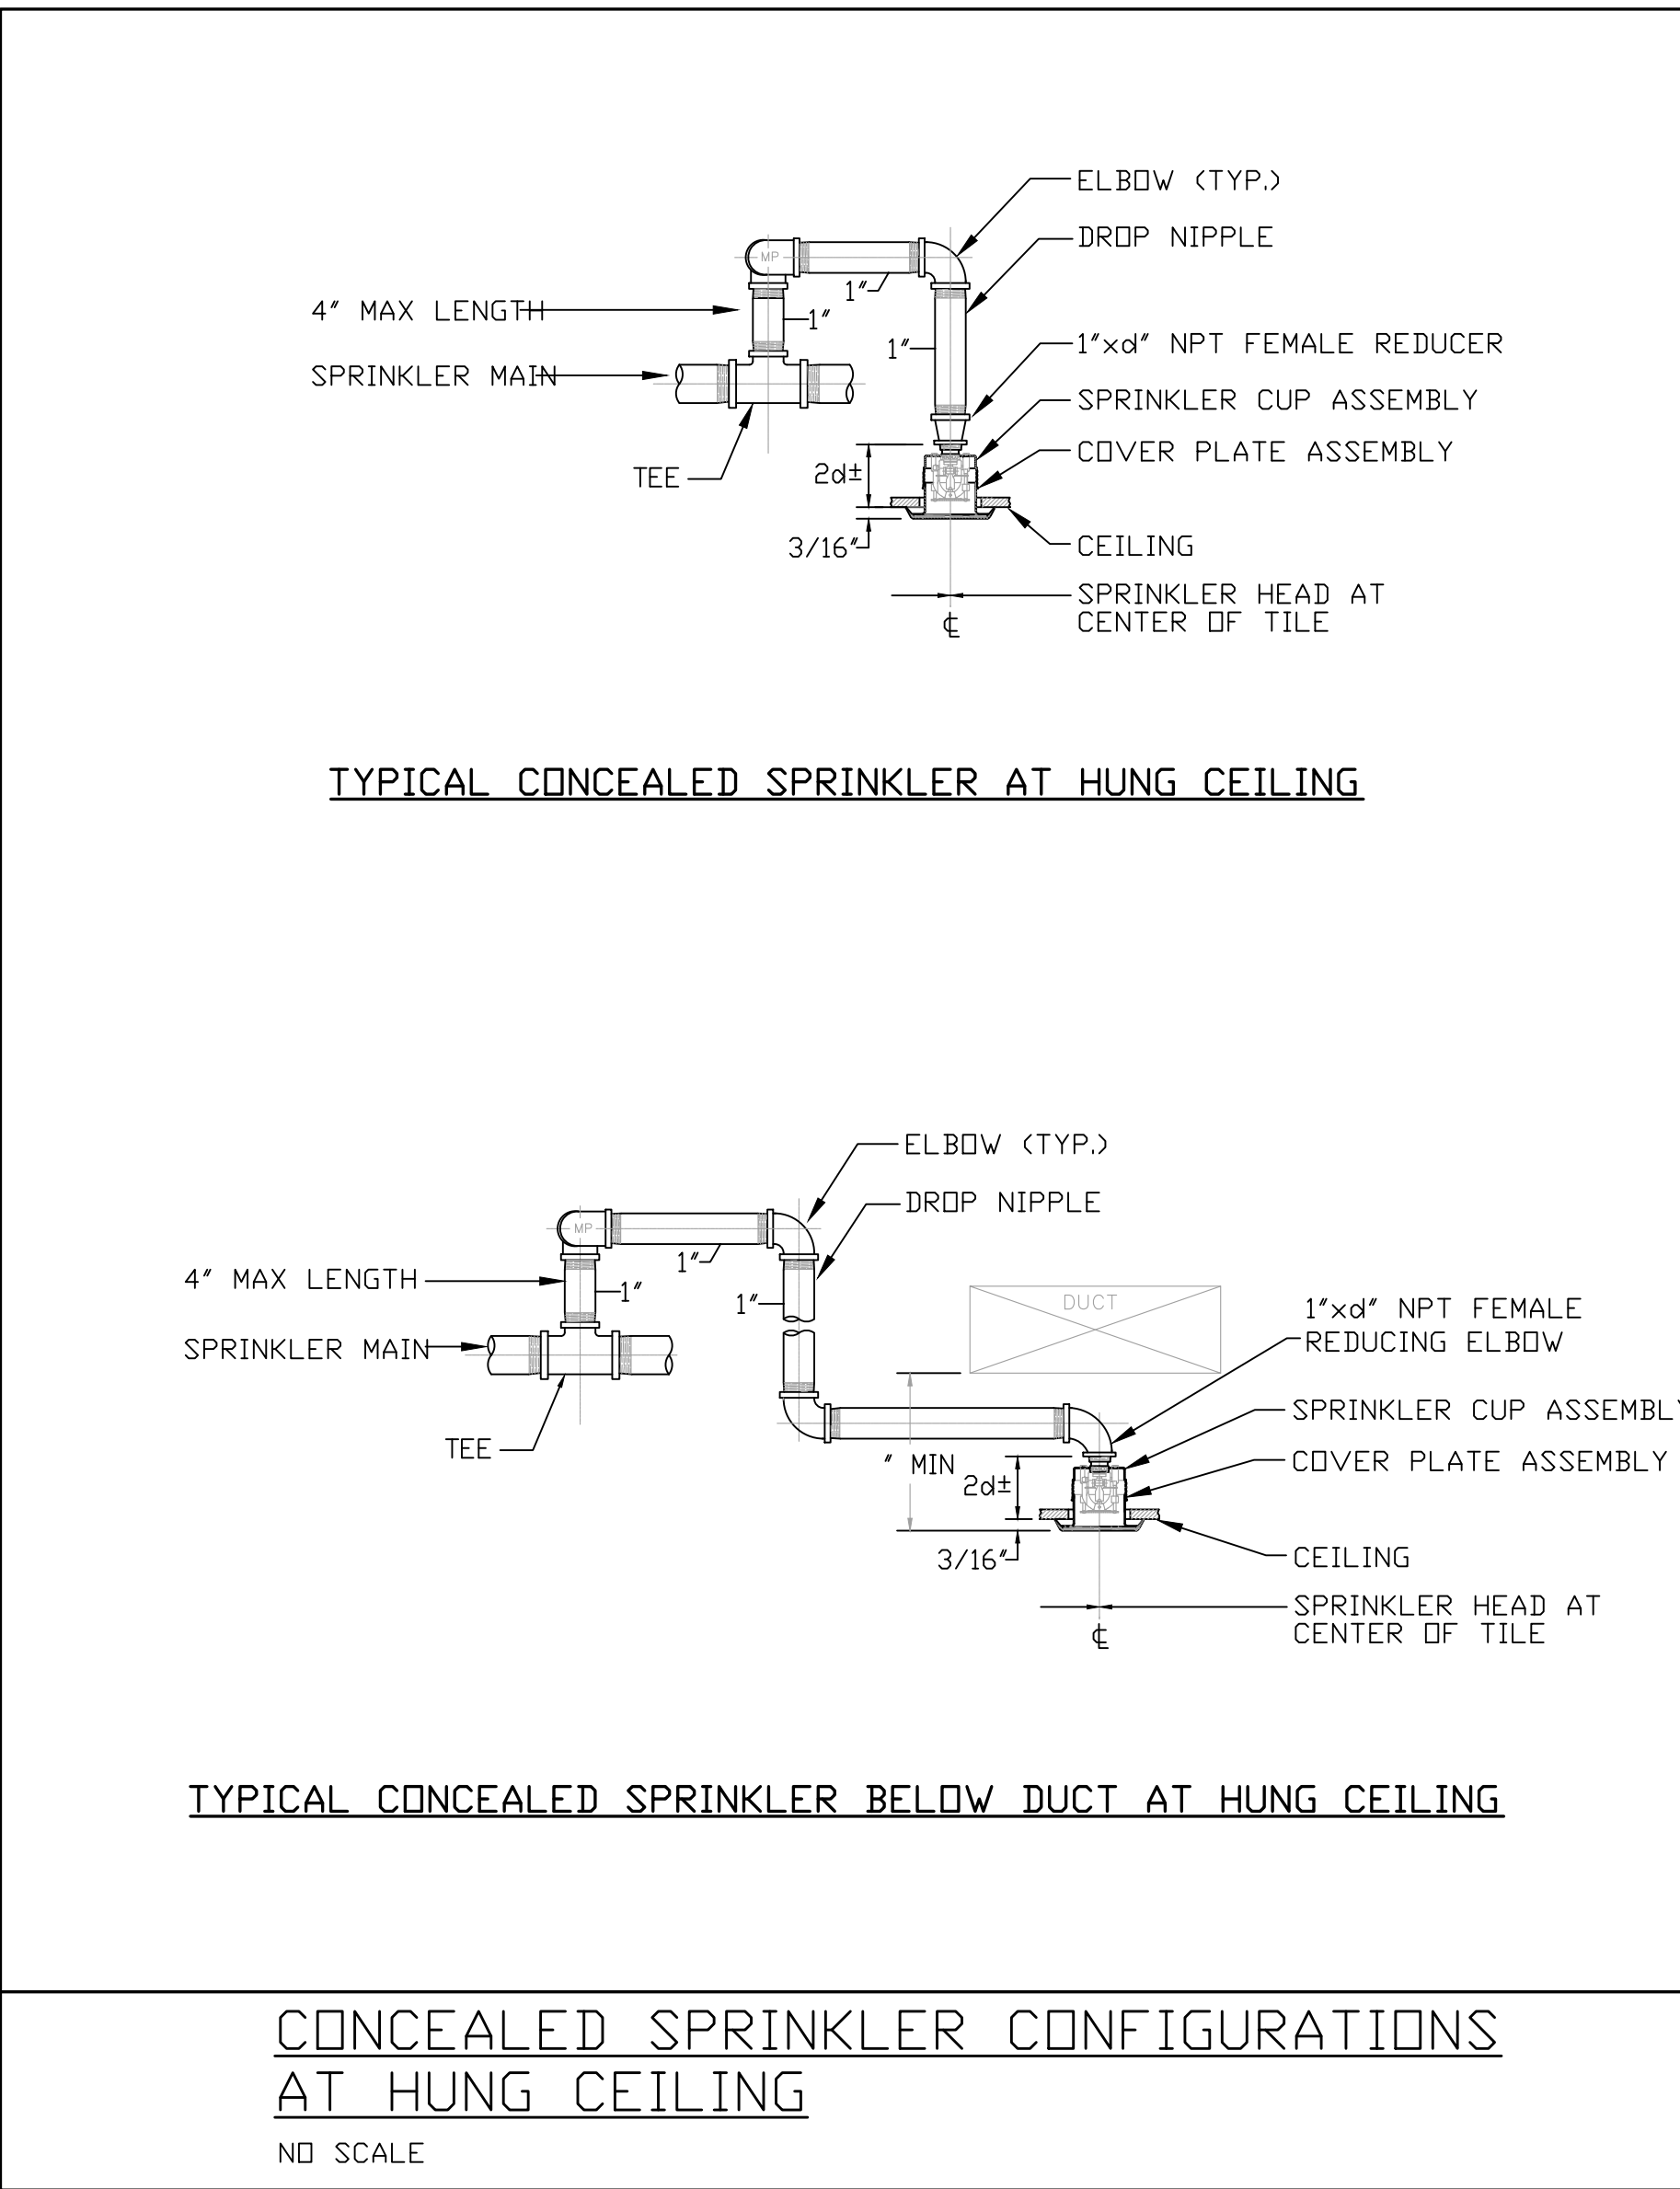 ELBOW (TYP.)
DROP NIPPLE
MP
1"
4" MAX LENGTH
1"
1"
1"xd" NPT FEMALE REDUCER
SPRINKLER MAIN
SPRINKLER CUP ASSEMBLY
COVER PLATE ASSEMBLY
TEE
2d±
3/16"
CEILING
SPRINKLER HEAD AT
CENTER OF TILE
℄
TYPICAL CONCEALED SPRINKLER AT HUNG CEILING
ELBOW (TYP.)
DROP NIPPLE
MP
1"
4" MAX LENGTH
1"
1"
DUCT
1"xd" NPT FEMALE
REDUCING ELBOW
SPRINKLER MAIN
SPRINKLER CUP ASSEMBLY
TEE
" MIN
COVER PLATE ASSEMBLY
2d±
3/16"
CEILING
SPRINKLER HEAD AT
CENTER OF TILE
℄
TYPICAL CONCEALED SPRINKLER BELOW DUCT AT HUNG CEILING
CONCEALED SPRINKLER CONFIGURATIONS
AT HUNG CEILING
NO SCALE